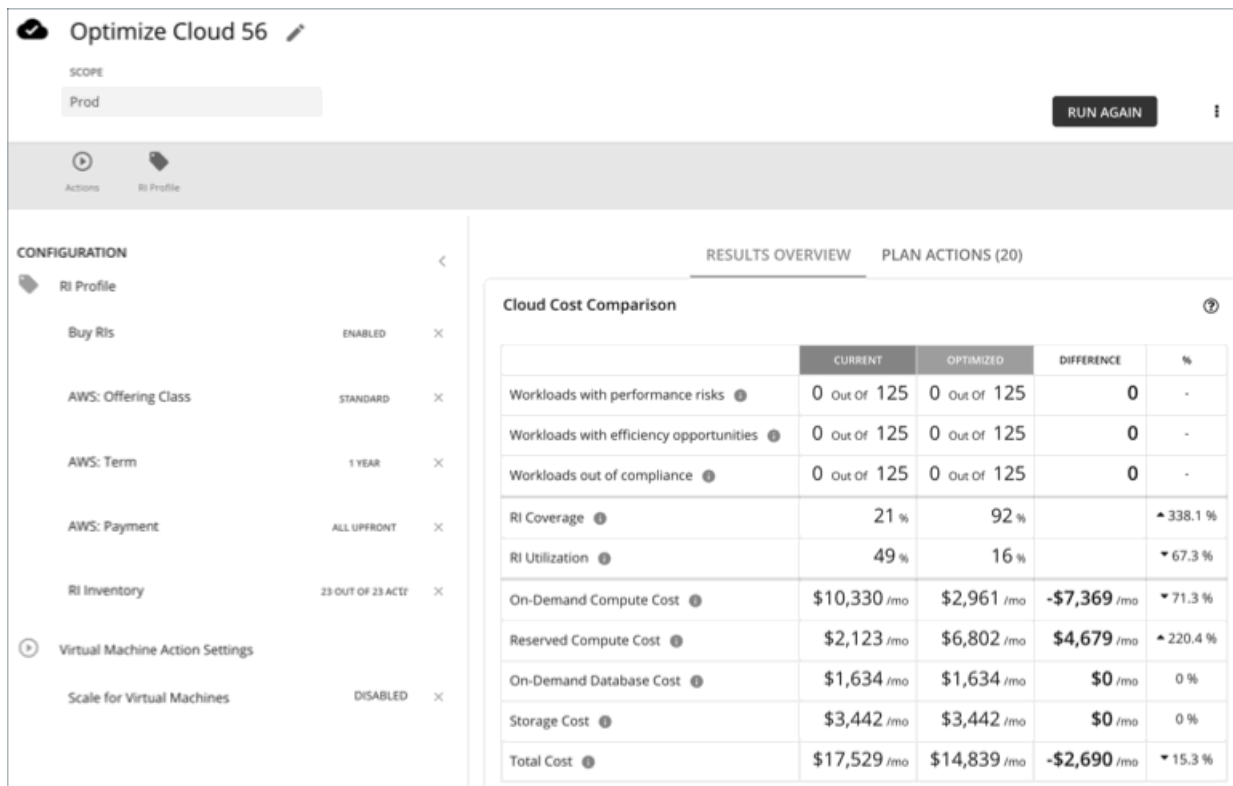 Optimize Cloud 56
SCOPE
Prod
RUN AGAIN
Actions
RI Profile
CONFIGURATION
RI Profile
Buy RIs ENABLED
AWS: Offering Class STANDARD
AWS: Term 1 YEAR
AWS: Payment ALL UPFRONT
RI Inventory 23 OUT OF 23
Virtual Machine Action Settings
Scale for Virtual Machines DISABLED
RESULTS OVERVIEW PLAN ACTIONS (20)
Cloud Cost Comparison
CURRENT OPTIMIZED DIFFERENCE %
Workloads with performance risks 0 Out Of 125 0 Out Of 125 0 -
Workloads with efficiency opportunities 0 Out Of 125 0 Out Of 125 0 -
Workloads out of compliance 0 Out Of 125 0 Out Of 125 0 -
RI Coverage 21 % 92 % ▲ 338.1 %
RI Utilization 49 % 16 % ▼ 67.3 %
On-Demand Compute Cost $10,330 /mo $2,961 /mo -$7,369 /mo ▼ 71.3 %
Reserved Compute Cost $2,123 /mo $6,802 /mo $4,679 /mo ▲ 220.4 %
On-Demand Database Cost $1,634 /mo $1,634 /mo $0 /mo 0 %
Storage Cost $3,442 /mo $3,442 /mo $0 /mo 0 %
Total Cost $17,529 /mo $14,839 /mo -$2,690 /mo ▼ 15.3 %